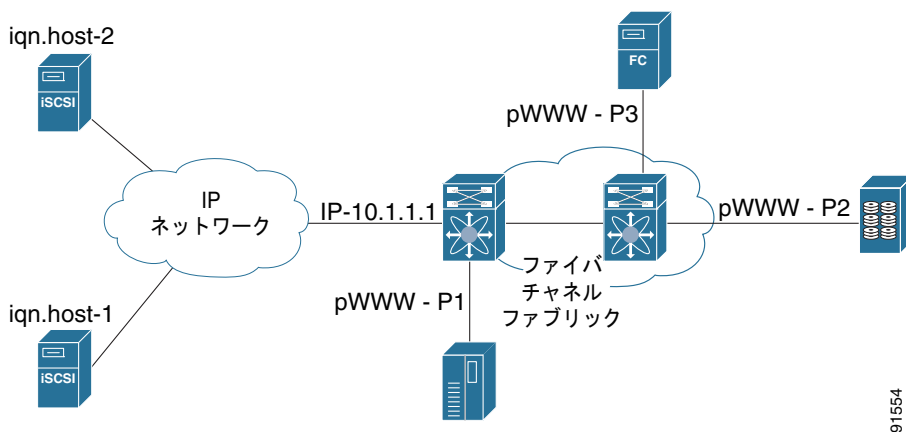 iqn.host-2
iSCSI
FC
pWWW - P3
IP
ネットワーク
IP-10.1.1.1
pWWW - P2
ファイバ
チャネル
ファブリック
pWWW - P1
iqn.host-1
iSCSI
91554